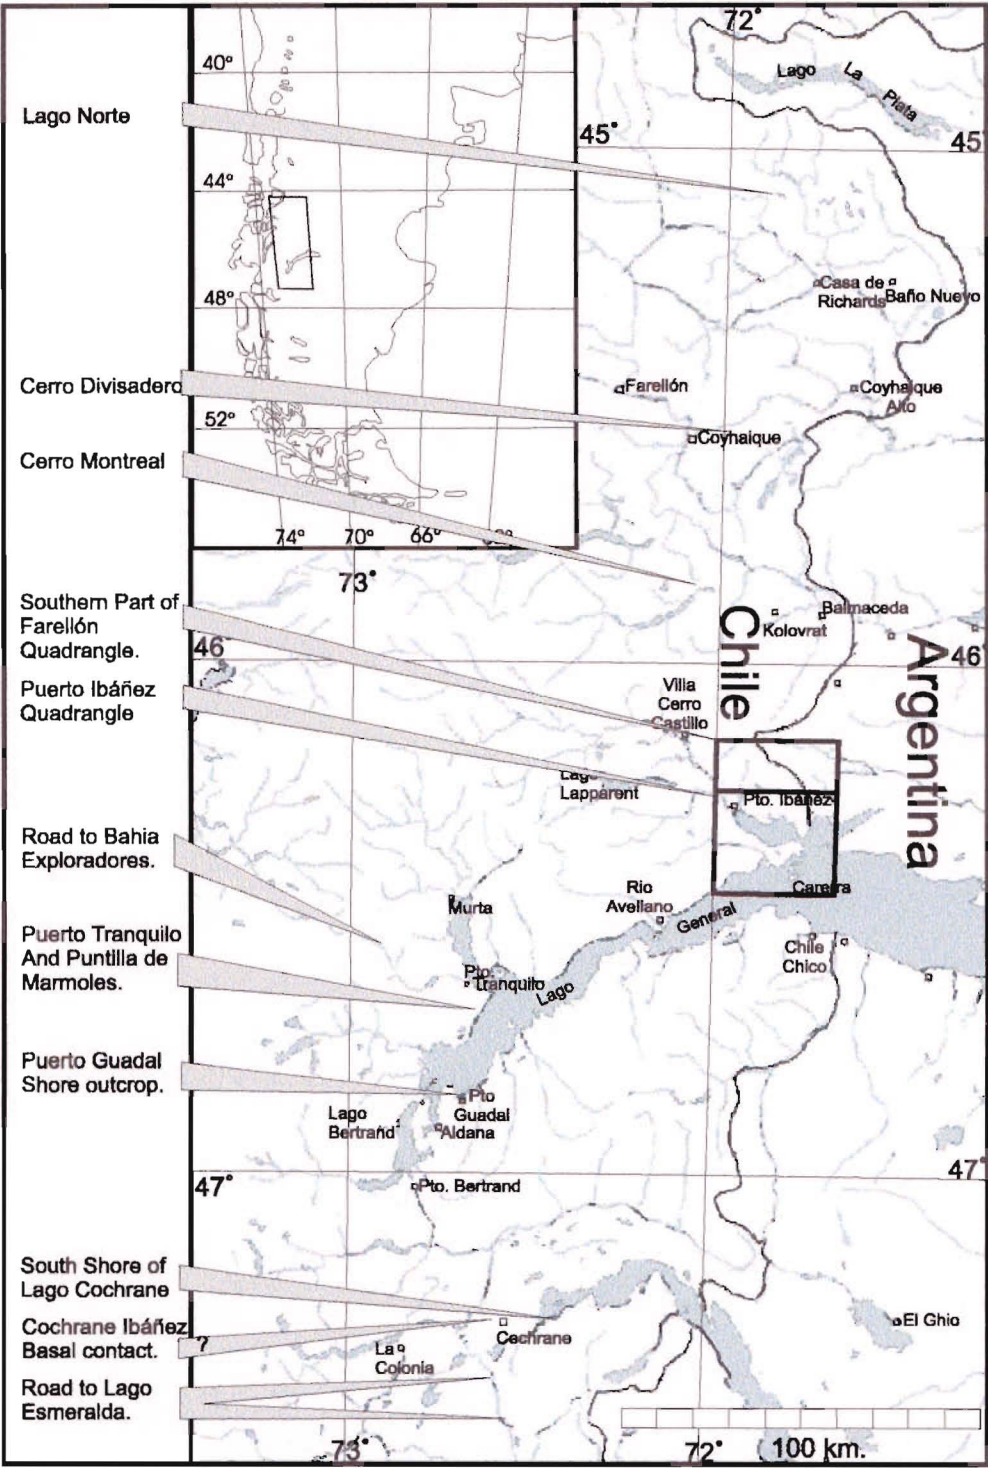 Lago Norte
Cerro Divisadero
Cerro Montreal
Southern Part of
Farellón
Quadrangle.
Puerto Ibáñez
Quadrangle
Road to Bahia
Exploradores.
Puerto Tranquilo
And Puntilla de
Marmoles.
Puerto Guadal
Shore outcrop.
South Shore of
Lago Cochrane
Cochrane Ibáñez
Basal contact.
?
Road to Lago
Esmeralda.
40°
44°
48°
52°
74°
70°
66°
72°
Lago La Plata
45°
45°
Casa de
Richards
Baño Nuevo
Farellón
Coyhaique
Alto
Coyhaique
73°
Chile
Argentina
Balmaceda
Kolovrat
46°
46°
Villa
Cerro
Castillo
Lago
Lapparent
Pto. Ibáñez
Rio
Avellano
General
Carerra
Murta
Chile
Chico
Pto.
Tranquilo
Lago
Pto
Guadal
Lago
Bertrand
Aldana
47°
47°
Pto. Bertrand
Cochrane
El Ghio
La
Colonia
73°
72°
100 km.